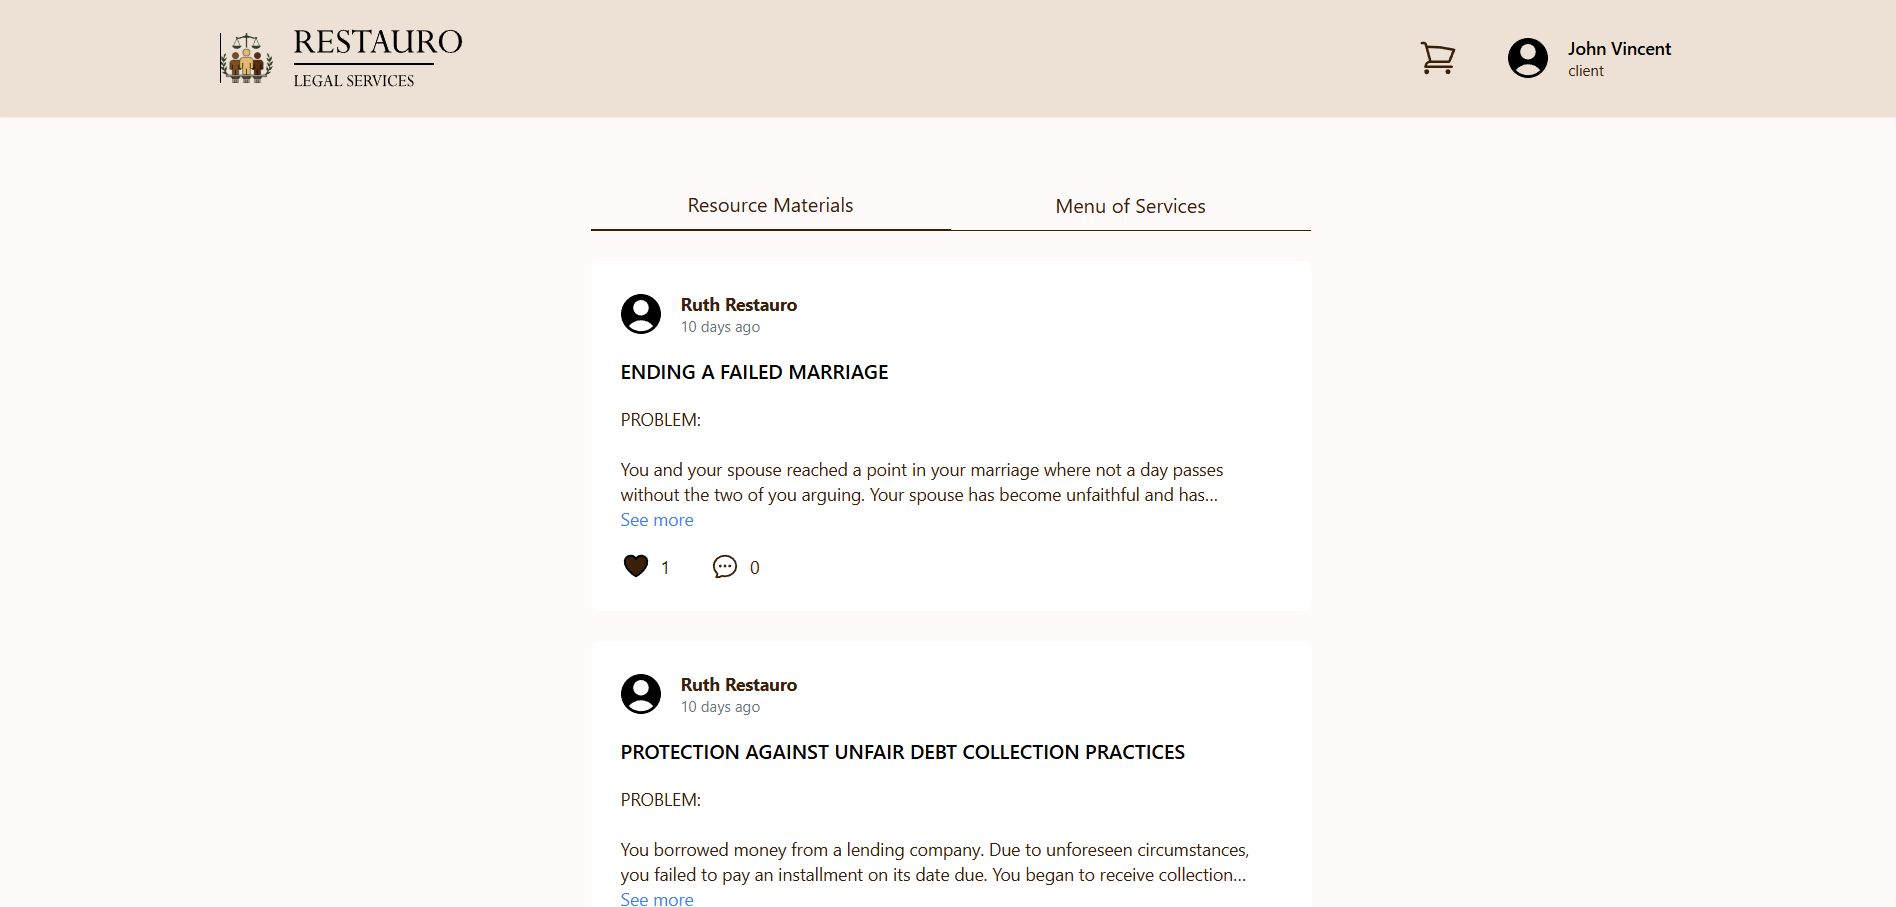 RESTAURO
LEGAL SERVICES
John Vincent
client
Resource Materials
Menu of Services
Ruth Restauro
10 days ago
ENDING A FAILED MARRIAGE
PROBLEM:
You and your spouse reached a point in your marriage where not a day passes
without the two of you arguing. Your spouse has become unfaithful and has...
See more
1
0
Ruth Restauro
10 days ago
PROTECTION AGAINST UNFAIR DEBT COLLECTION PRACTICES
PROBLEM:
You borrowed money from a lending company. Due to unforeseen circumstances,
you failed to pay an installment on its date due. You began to receive collection...
See more